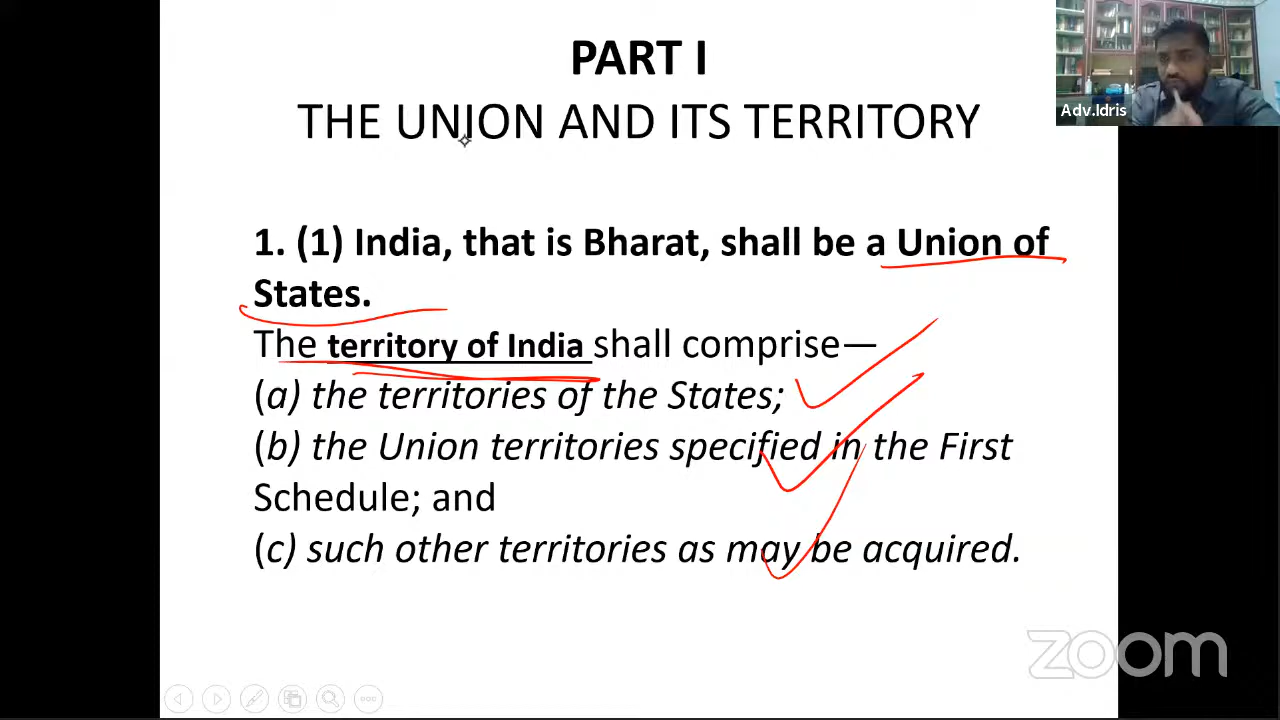 PART I
THE UNION AND ITS TERRITORY
Adv.Idris
1. (1) India, that is Bharat, shall be a Union of
States.
The territory of India shall comprise—
(a) the territories of the States;
(b) the Union territories specified in the First
Schedule; and
(c) such other territories as may be acquired.
zoom